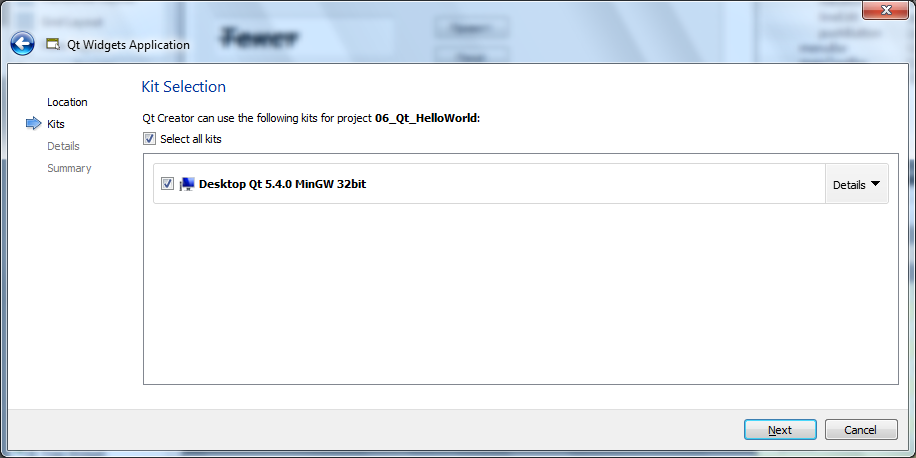 Qt Widgets Application
Kit Selection
Location
Kits
Details
Summary
Qt Creator can use the following kits for project 06_Qt_HelloWorld:
Select all kits
Desktop Qt 5.4.0 MinGW 32bit
Details
Next
Cancel